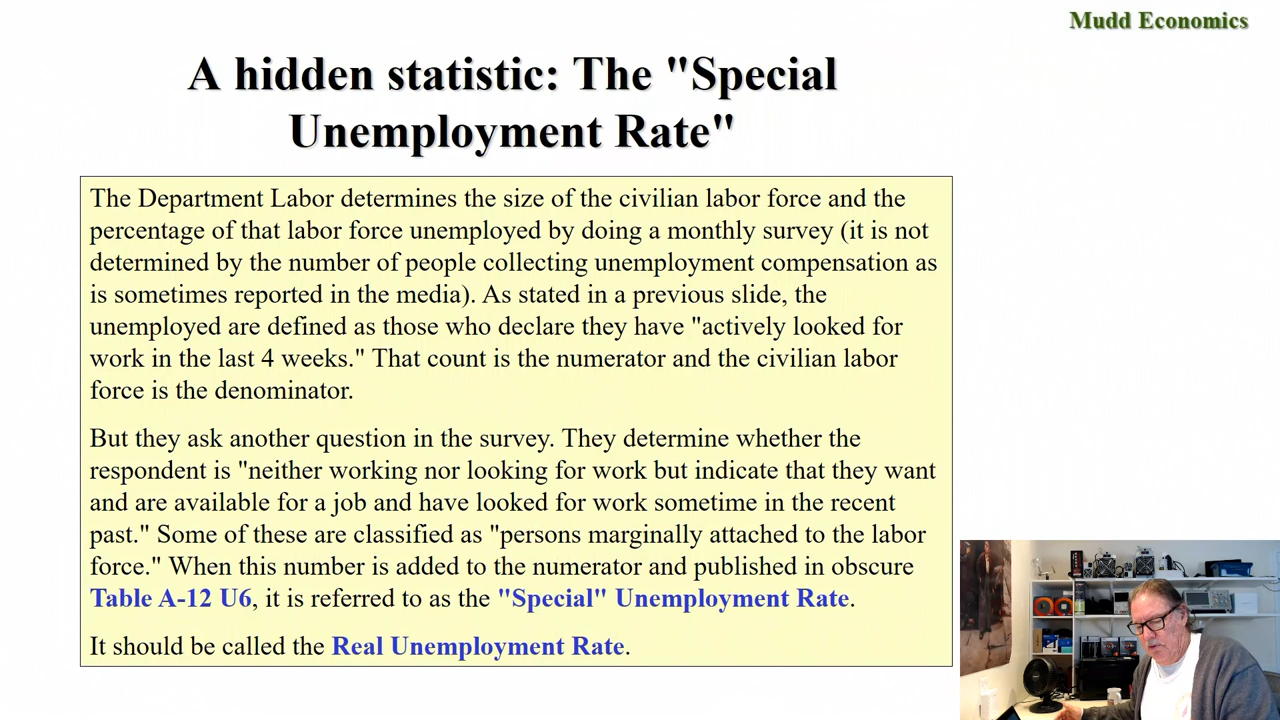 Mudd Economics
A hidden statistic: The "Special
Unemployment Rate"
The Department Labor determines the size of the civilian labor force and the
percentage of that labor force unemployed by doing a monthly survey (it is not
determined by the number of people collecting unemployment compensation as
is sometimes reported in the media). As stated in a previous slide, the
unemployed are defined as those who declare they have "actively looked for
work in the last 4 weeks." That count is the numerator and the civilian labor
force is the denominator.
But they ask another question in the survey. They determine whether the
respondent is "neither working nor looking for work but indicate that they want
and are available for a job and have looked for work sometime in the recent
past." Some of these are classified as "persons marginally attached to the labor
force." When this number is added to the numerator and published in obscure
Table A-12 U6, it is referred to as the "Special" Unemployment Rate.
It should be called the Real Unemployment Rate.